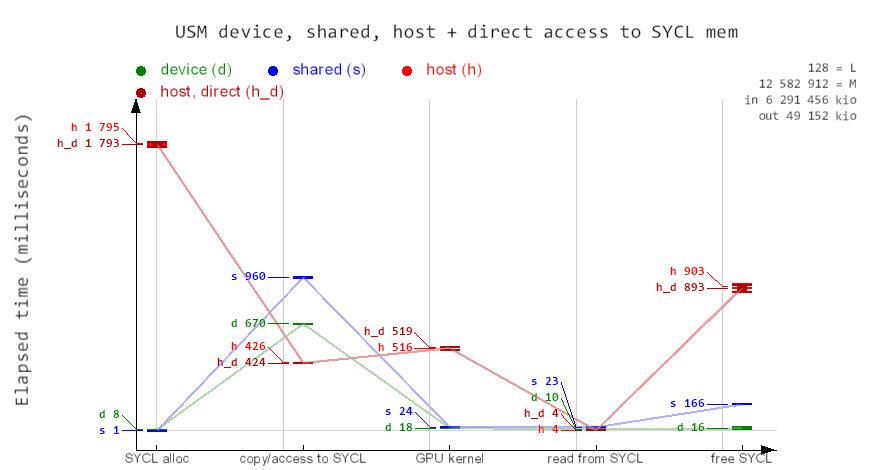 USM device, shared, host + direct access to SYCL mem
device (d) shared (s) host (h)
host, direct (h_d)
128 = L
12 582 912 = M
in 6 291 456 kio
out 49 152 kio
Elapsed time (milliseconds)
h 1 795
h_d 1 793
s 960
d 670
h 426
h_d 424
h_d 519
h 516
h 903
h_d 893
s 23
d 10
h_d 4
h 4
s 166
d 16
s 24
d 18
d 8
s 1
SYCL alloc copy/access to SYCL GPU kernel read from SYCL free SYCL